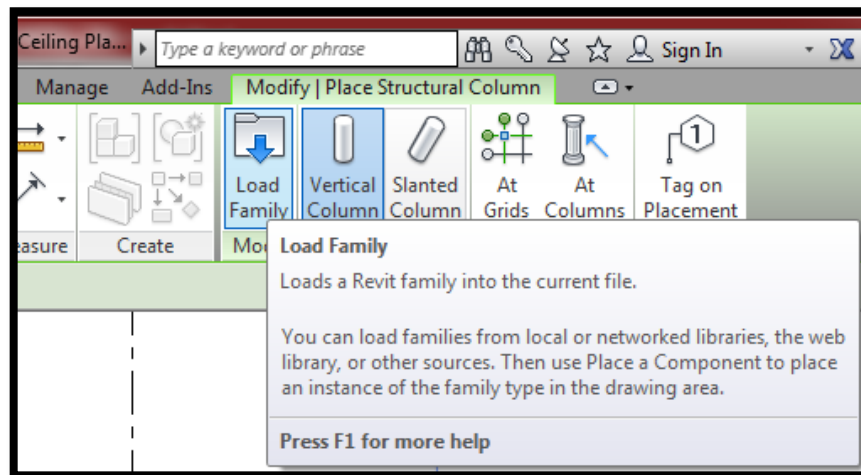 Ceiling Pla... Type a keyword or phrase Sign In
Manage Add-Ins Modify | Place Structural Column
Load Family
Vertical Column
Slanted Column
At Grids
At Columns
1
Tag on Placement
easure Create Mod
Load Family
Loads a Revit family into the current file.
You can load families from local or networked libraries, the web
library, or other sources. Then use Place a Component to place
an instance of the family type in the drawing area.
Press F1 for more help